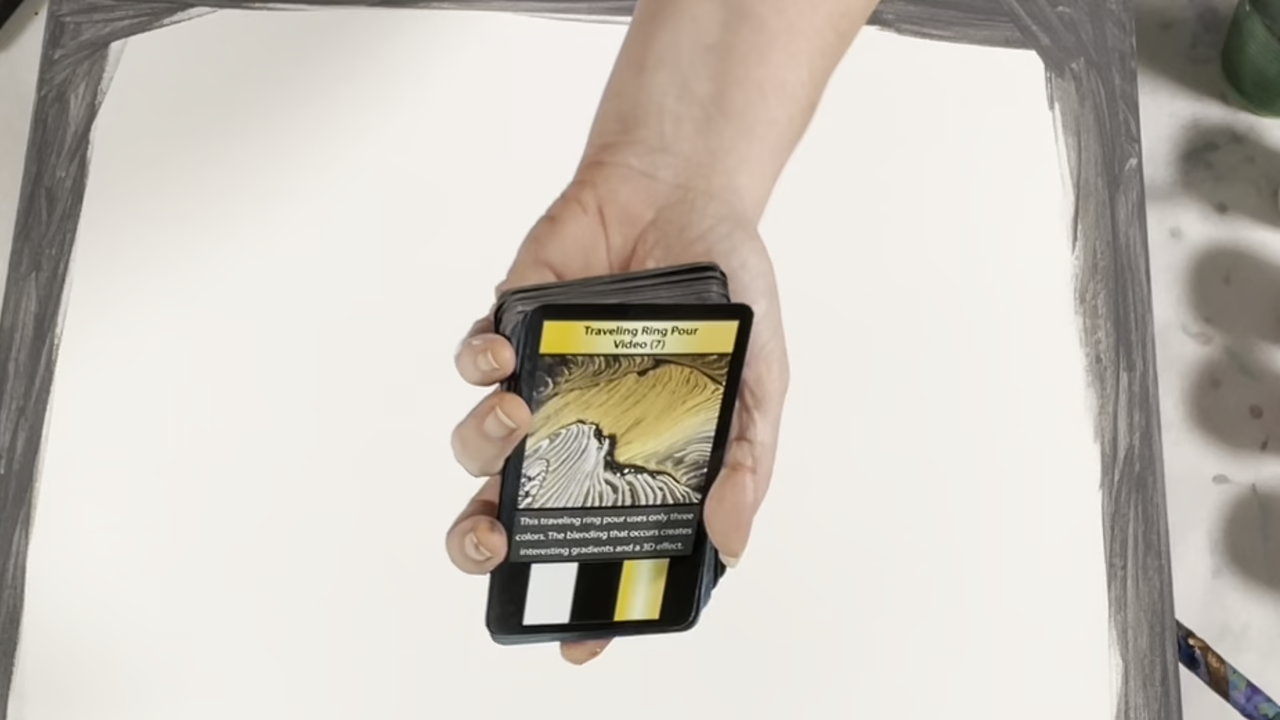 Traveling Ring Pour
Video (7)
This traveling ring pour uses only three
colors. The blending that occurs creates
interesting gradients and a 3D effect.